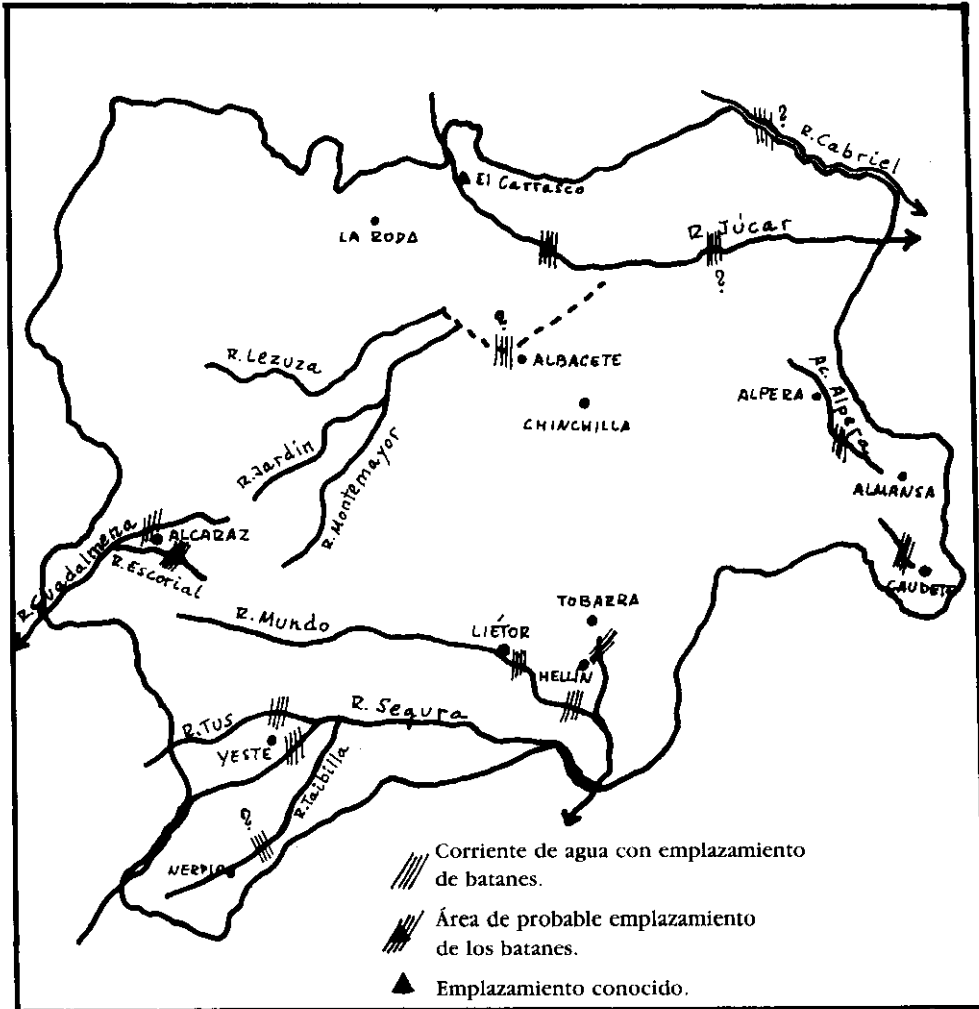 ?
R. Cabriel
El Carrasco
LA RODA
R. Júcar
?
?
ALBACETE
R. Lezuza
ALPERA
Ac. Alpera
CHINCHILLA
R. Jardín
R. Montemayor
ALMANSA
ALCARAZ
R. Guadalmena
R. Escorial
CAUDETE
TOBARRA
R. Mundo
LIÉTOR
HELLÍN
R. Segura
R. Tus
YESTE
R. Taibilla
?
NERPIO
Corriente de agua con emplazamiento
de batanes.
Área de probable emplazamiento
de los batanes.
Emplazamiento conocido.